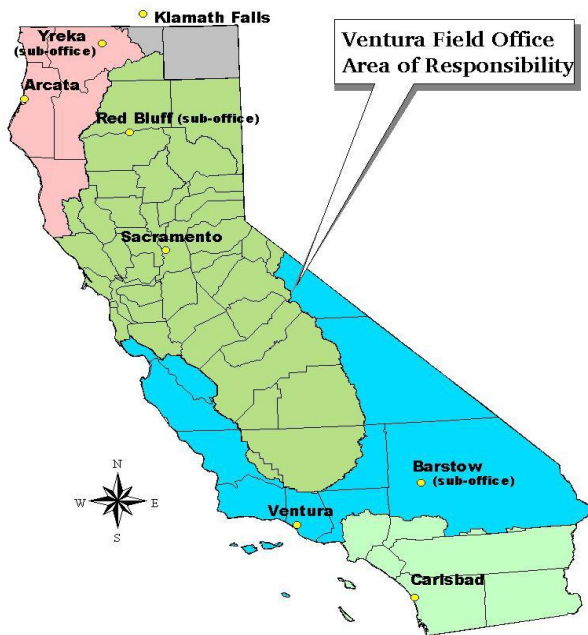 Klamath Falls
Yreka
(sub-office)
Ventura Field Office
Area of Responsibility
Arcata
Red Bluff (sub-office)
Sacramento
Barstow
(sub-office)
N
W E
S
Ventura
Carlsbad